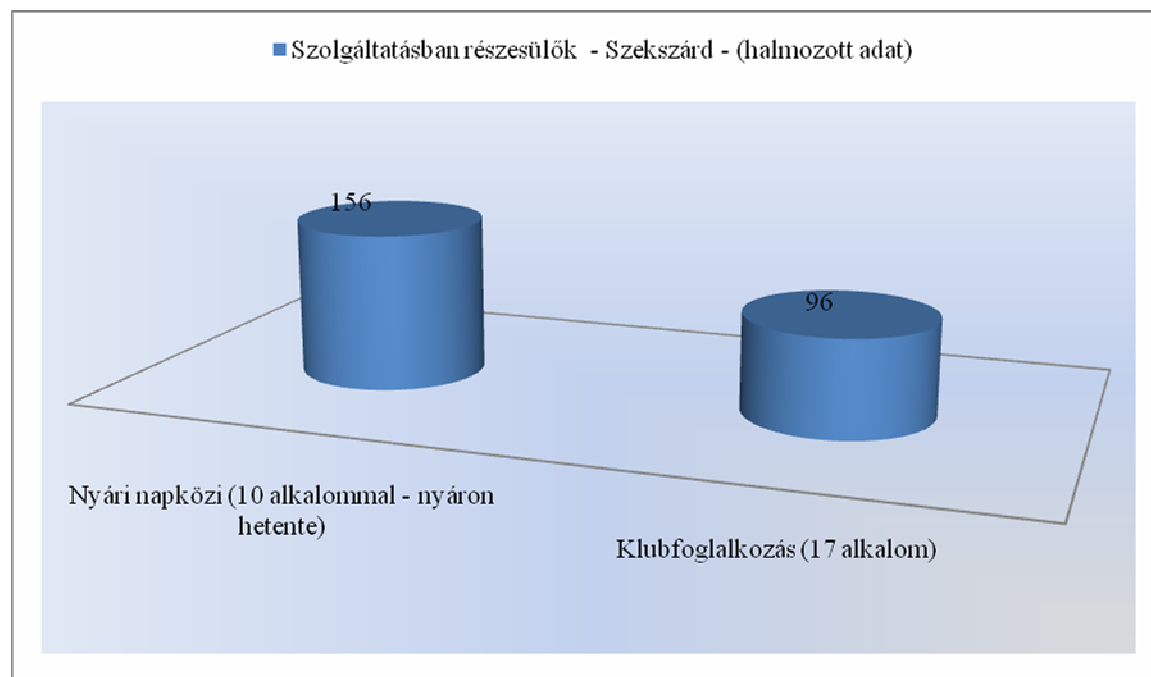 Szolgáltatásban részesülők - Szekszárd - (halmozott adat)
156
96
Nyári napközi (10 alkalommal - nyáron
hetente)
Klubfoglalkozás (17 alkalom)